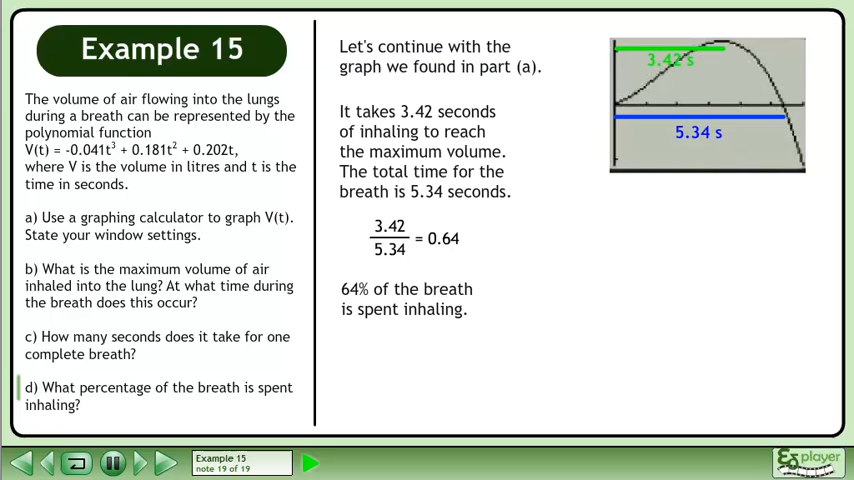 Example 15
The volume of air flowing into the lungs
during a breath can be represented by the
polynomial function
V(t) = -0.041t³ + 0.181t² + 0.202t,
where V is the volume in litres and t is the
time in seconds.
a) Use a graphing calculator to graph V(t).
State your window settings.
b) What is the maximum volume of air
inhaled into the lung? At what time during
the breath does this occur?
c) How many seconds does it take for one
complete breath?
d) What percentage of the breath is spent
inhaling?
Let's continue with the
graph we found in part (a).
It takes 3.42 seconds
of inhaling to reach
the maximum volume.
The total time for the
breath is 5.34 seconds.
3.42
5.34
= 0.64
64% of the breath
is spent inhaling.
3.42 s
5.34 s
Example 15
note 19 of 19
player